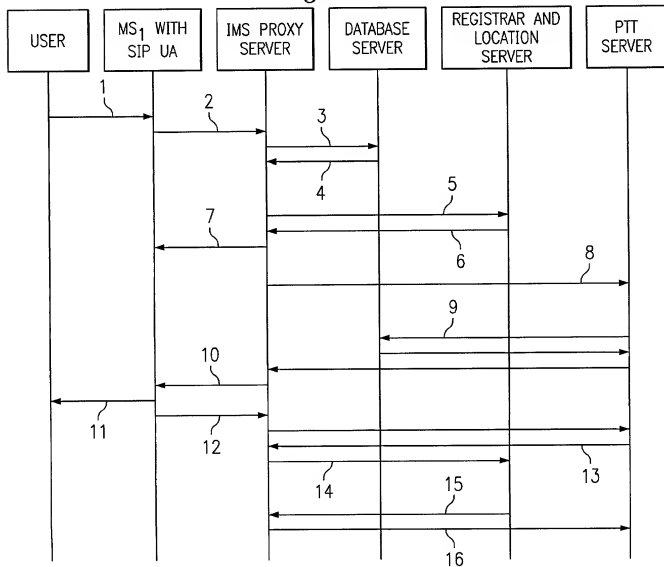 USER
MS1 WITH
SIP UA
IMS PROXY
SERVER
DATABASE
SERVER
REGISTRAR AND
LOCATION
SERVER
PTT
SERVER
1
2
3
4
5
6
7
8
9
10
11
12
13
14
15
16